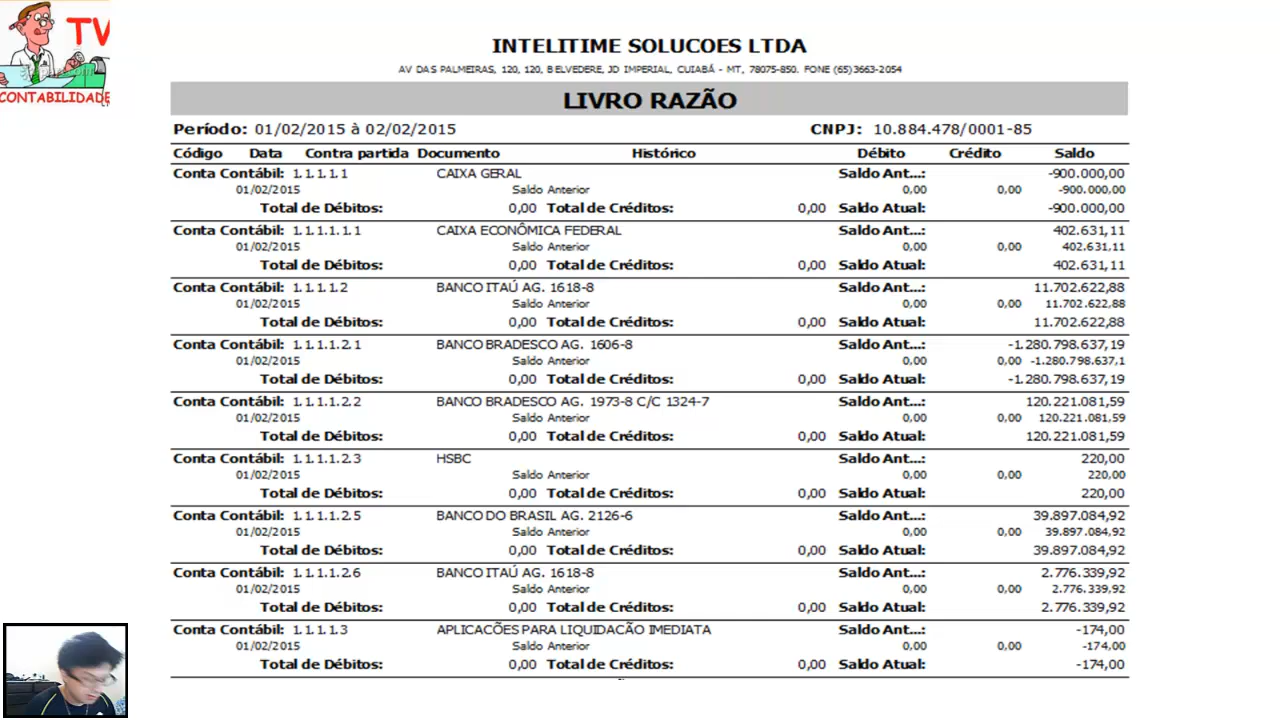 TV
CONTABILIDADE
INTELITIME SOLUCOES LTDA
AV DAS PALMEIRAS, 120, 120, BELVEDERE, JD IMPERIAL, CUIABÁ - MT, 78075-850. FONE (65)3663-2054
LIVRO RAZÃO
Período: 01/02/2015 à 02/02/2015 CNPJ: 10.884.478/0001-85
Código Data Contra partida Documento Histórico Débito Crédito Saldo
Conta Contábil: 1.1.1.1.1 CAIXA GERAL Saldo Ant...: -900.000,00
01/02/2015 Saldo Anterior 0,00 0,00 -900.000,00
Total de Débitos: 0,00 Total de Créditos: 0,00 Saldo Atual: -900.000,00
Conta Contábil: 1.1.1.1.1.1 CAIXA ECONÔMICA FEDERAL Saldo Ant...: 402.631,11
01/02/2015 Saldo Anterior 0,00 0,00 402.631,11
Total de Débitos: 0,00 Total de Créditos: 0,00 Saldo Atual: 402.631,11
Conta Contábil: 1.1.1.1.2 BANCO ITAÚ AG. 1618-8 Saldo Ant...: 11.702.622,88
01/02/2015 Saldo Anterior 0,00 0,00 11.702.622,88
Total de Débitos: 0,00 Total de Créditos: 0,00 Saldo Atual: 11.702.622,88
Conta Contábil: 1.1.1.1.2.1 BANCO BRADESCO AG. 1606-8 Saldo Ant...: -1.280.798.637,19
01/02/2015 Saldo Anterior 0,00 0,00 -1.280.798.637,1
Total de Débitos: 0,00 Total de Créditos: 0,00 Saldo Atual: -1.280.798.637,19
Conta Contábil: 1.1.1.1.2.2 BANCO BRADESCO AG. 1973-8 C/C 1324-7 Saldo Ant...: 120.221.081,59
01/02/2015 Saldo Anterior 0,00 0,00 120.221.081,59
Total de Débitos: 0,00 Total de Créditos: 0,00 Saldo Atual: 120.221.081,59
Conta Contábil: 1.1.1.1.2.3 HSBC Saldo Ant...: 220,00
01/02/2015 Saldo Anterior 0,00 0,00 220,00
Total de Débitos: 0,00 Total de Créditos: 0,00 Saldo Atual: 220,00
Conta Contábil: 1.1.1.1.2.5 BANCO DO BRASIL AG. 2126-6 Saldo Ant...: 39.897.084,92
01/02/2015 Saldo Anterior 0,00 0,00 39.897.084,92
Total de Débitos: 0,00 Total de Créditos: 0,00 Saldo Atual: 39.897.084,92
Conta Contábil: 1.1.1.1.2.6 BANCO ITAÚ AG. 1618-8 Saldo Ant...: 2.776.339,92
01/02/2015 Saldo Anterior 0,00 0,00 2.776.339,92
Total de Débitos: 0,00 Total de Créditos: 0,00 Saldo Atual: 2.776.339,92
Conta Contábil: 1.1.1.1.3 APLICACÕES PARA LIQUIDACÃO IMEDIATA Saldo Ant...: -174,00
01/02/2015 Saldo Anterior 0,00 0,00 -174,00
Total de Débitos: 0,00 Total de Créditos: 0,00 Saldo Atual: -174,00